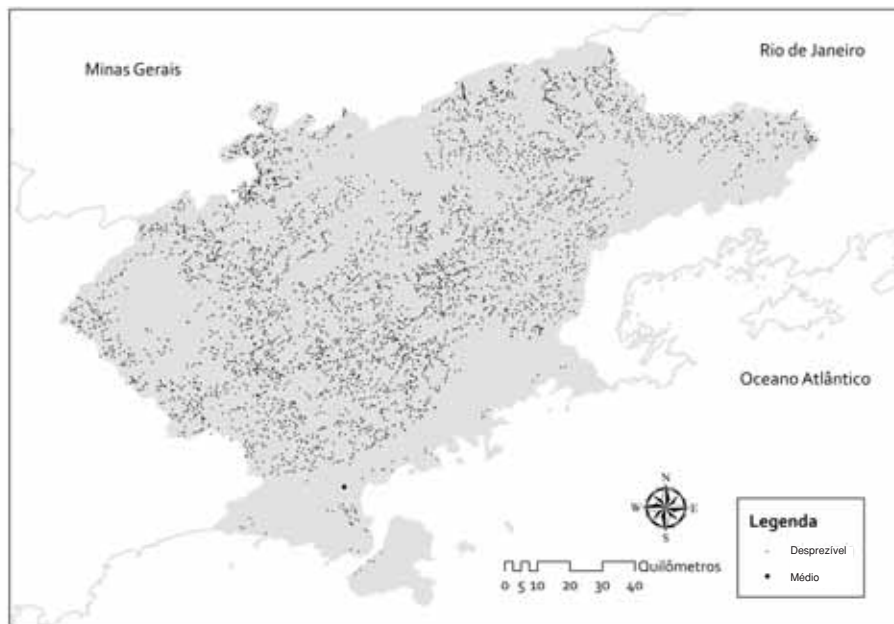 Minas Gerais
Rio de Janeiro
Oceano Atlântico
N
W E
S
Legenda
Desprezível
Médio
Quilômetros
0 5 10 20 30 40